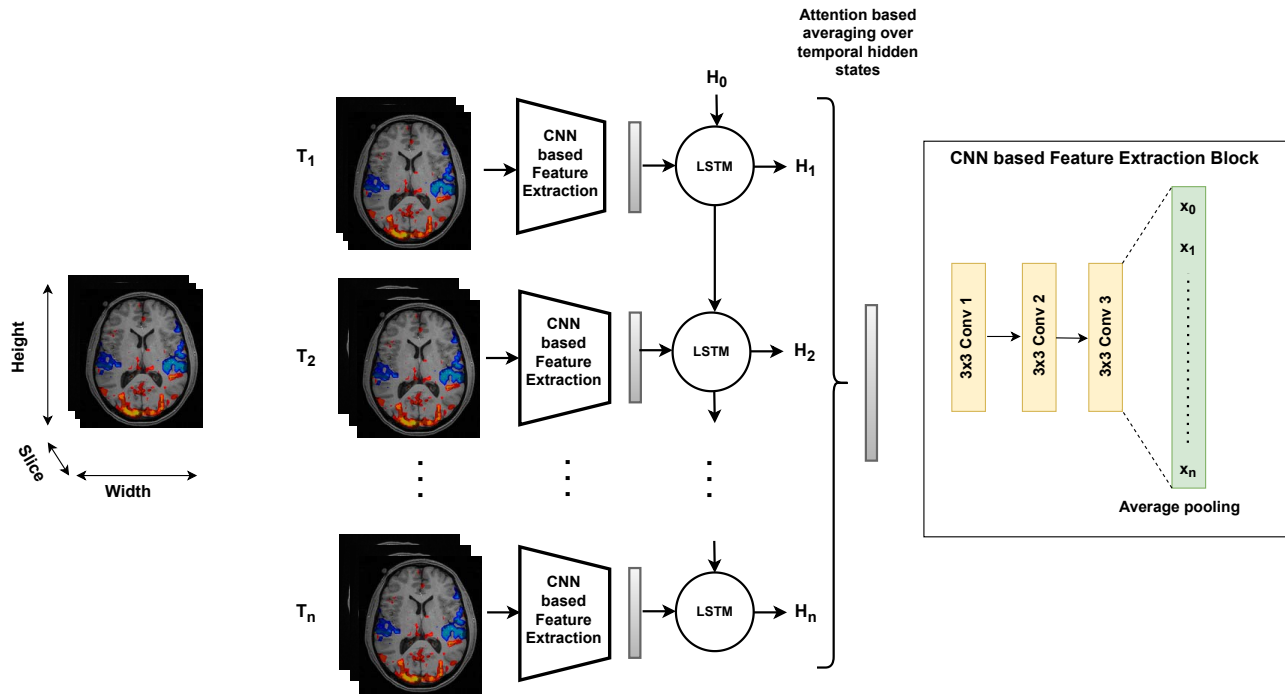 Attention based
averaging over
temporal hidden
states
H0
T1
CNN
based
Feature
Extraction
LSTM
H1
T2
CNN
based
Feature
Extraction
LSTM
H2
Tn
CNN
based
Feature
Extraction
LSTM
Hn
Height
Slice
Width
CNN based Feature Extraction Block
3x3 Conv 1
3x3 Conv 2
3x3 Conv 3
x0
x1
xn
Average pooling